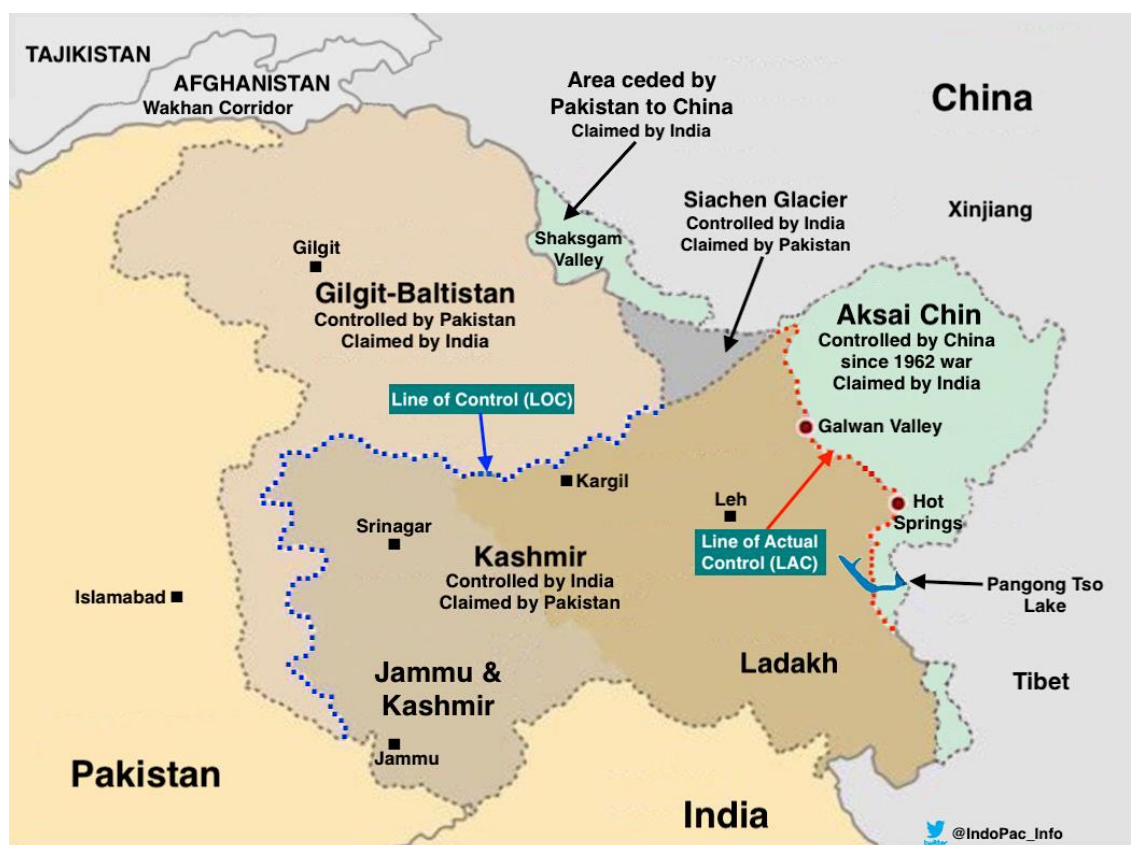 TAJIKISTAN
AFGHANISTAN
Wakhan Corridor
Area ceded by
Pakistan to China
Claimed by India
China
Siachen Glacier
Controlled by India
Claimed by Pakistan
Xinjiang
Shaksgam
Valley
Gilgit
Gilgit-Baltistan
Controlled by Pakistan
Claimed by India
Aksai Chin
Controlled by China
since 1962 war
Claimed by India
Line of Control (LOC)
Galwan Valley
Kargil
Leh
Hot
Springs
Srinagar
Line of Actual
Control (LAC)
Kashmir
Controlled by India
Claimed by Pakistan
Islamabad
Pangong Tso
Lake
Ladakh
Jammu &
Kashmir
Tibet
Jammu
Pakistan
India
twitter
@IndoPac_Info